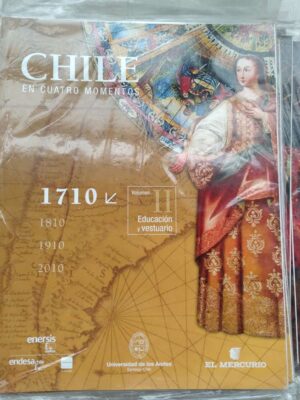 CHILE
EN CUATRO MOMENTOS
1710
1810
1910
2010
Volumen
II
Educación
y vestuario
enersis
endesa
Universidad de los Andes
EL MERCURIO